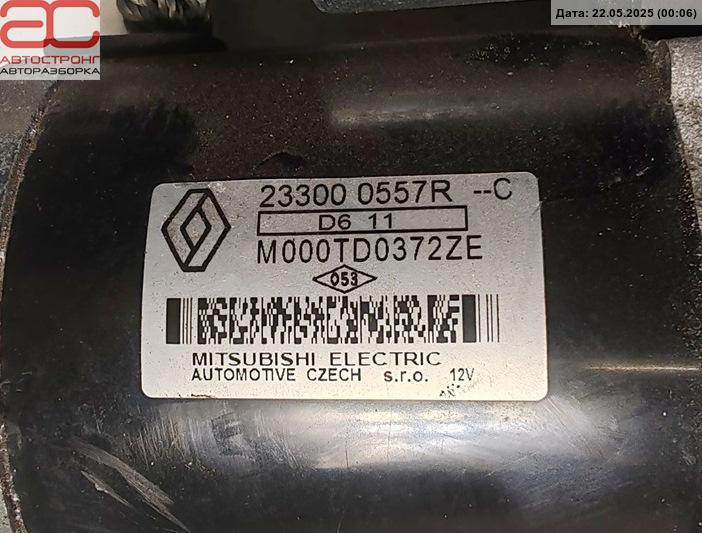 Дата: 22.05.2025 (00:06)
АС
АВТОСТРОНГ
АВТОРАЗБОРКА
23300 0557R --C
D6 11
M000TD0372ZE
053
MITSUBISHI ELECTRIC
AUTOMOTIVE CZECH s.r.o. 12V